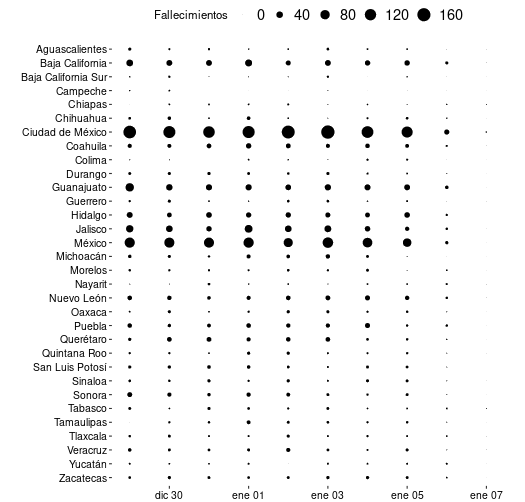 Fallecimientos 0 40 80 120 160
Aguascalientes
Baja California
Baja California Sur
Campeche
Chiapas
Chihuahua
Ciudad de México
Coahuila
Colima
Durango
Guanajuato
Guerrero
Hidalgo
Jalisco
México
Michoacán
Morelos
Nayarit
Nuevo León
Oaxaca
Puebla
Querétaro
Quintana Roo
San Luis Potosí
Sinaloa
Sonora
Tabasco
Tamaulipas
Tlaxcala
Veracruz
Yucatán
Zacatecas
dic 30 ene 01 ene 03 ene 05 ene 07